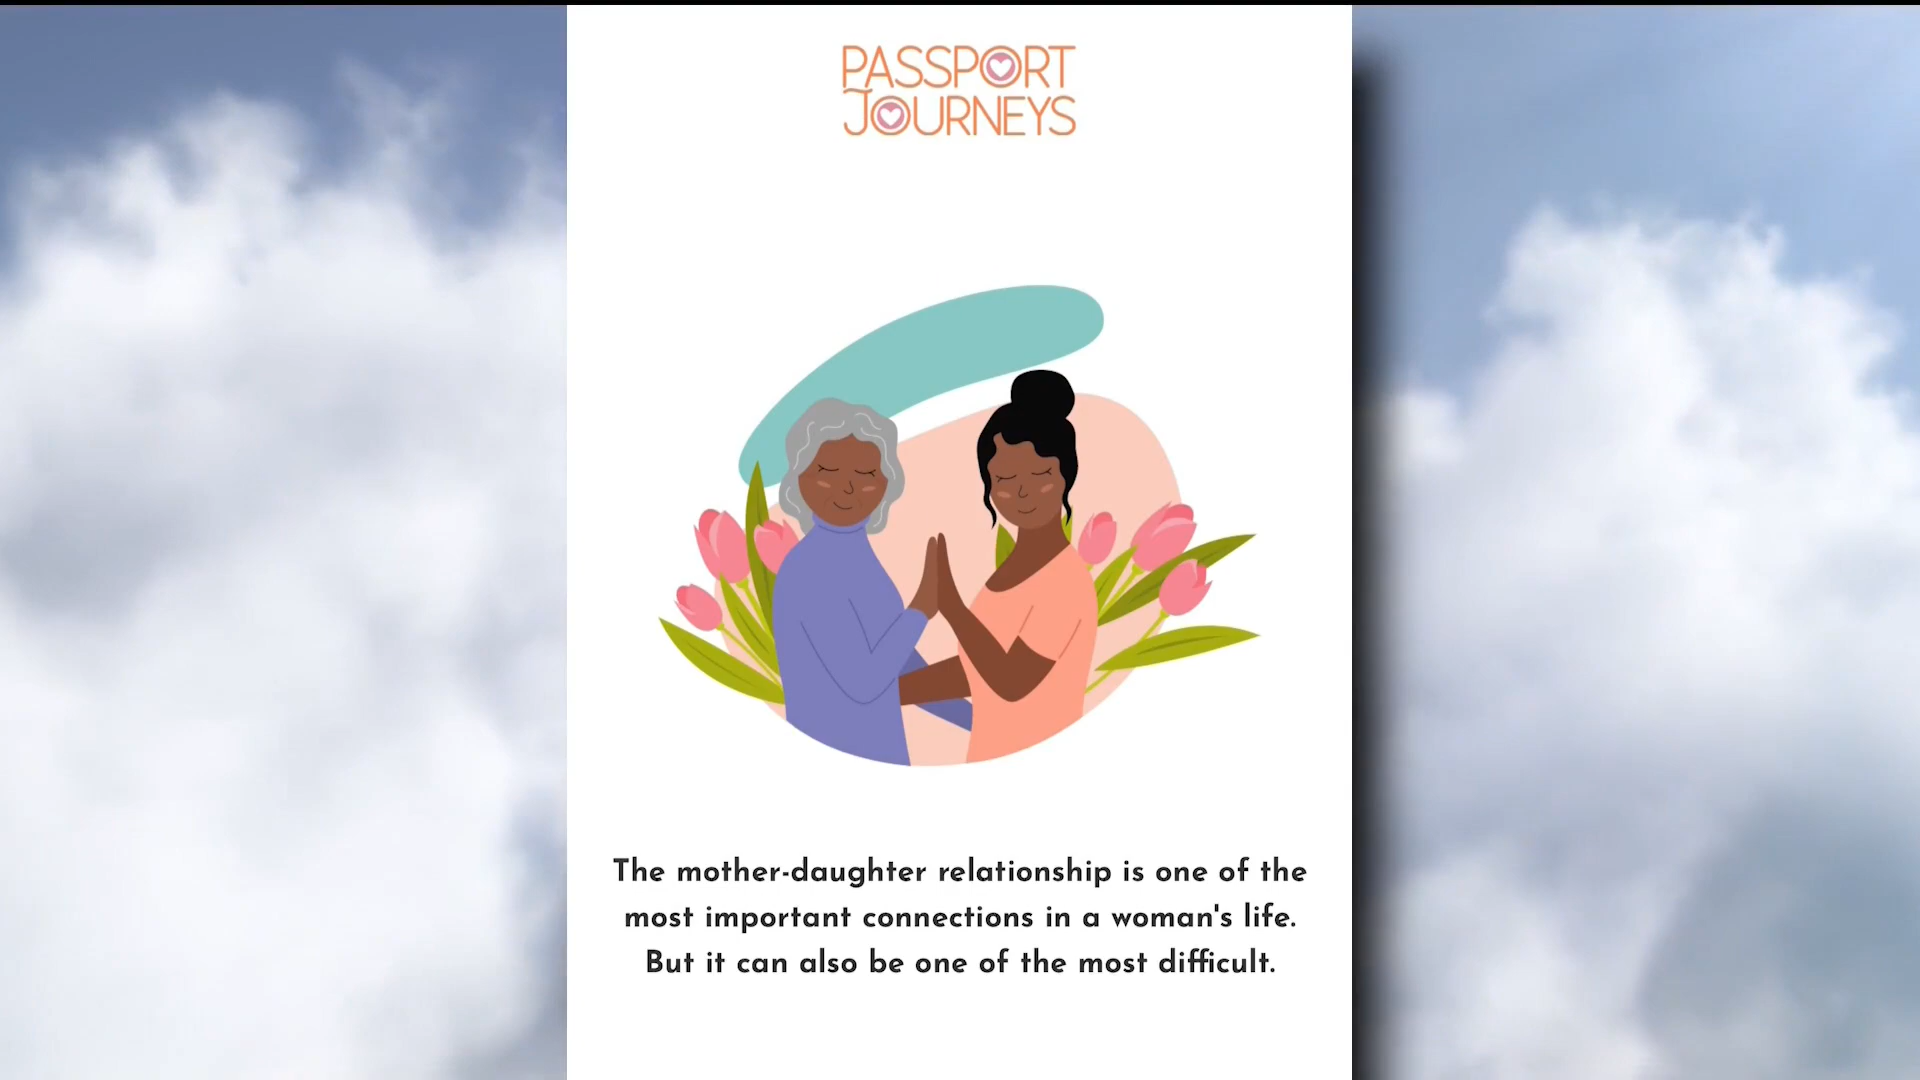 PASSPORT
JOURNEYS
The mother-daughter relationship is one of the
most important connections in a woman's life.
But it can also be one of the most difficult.